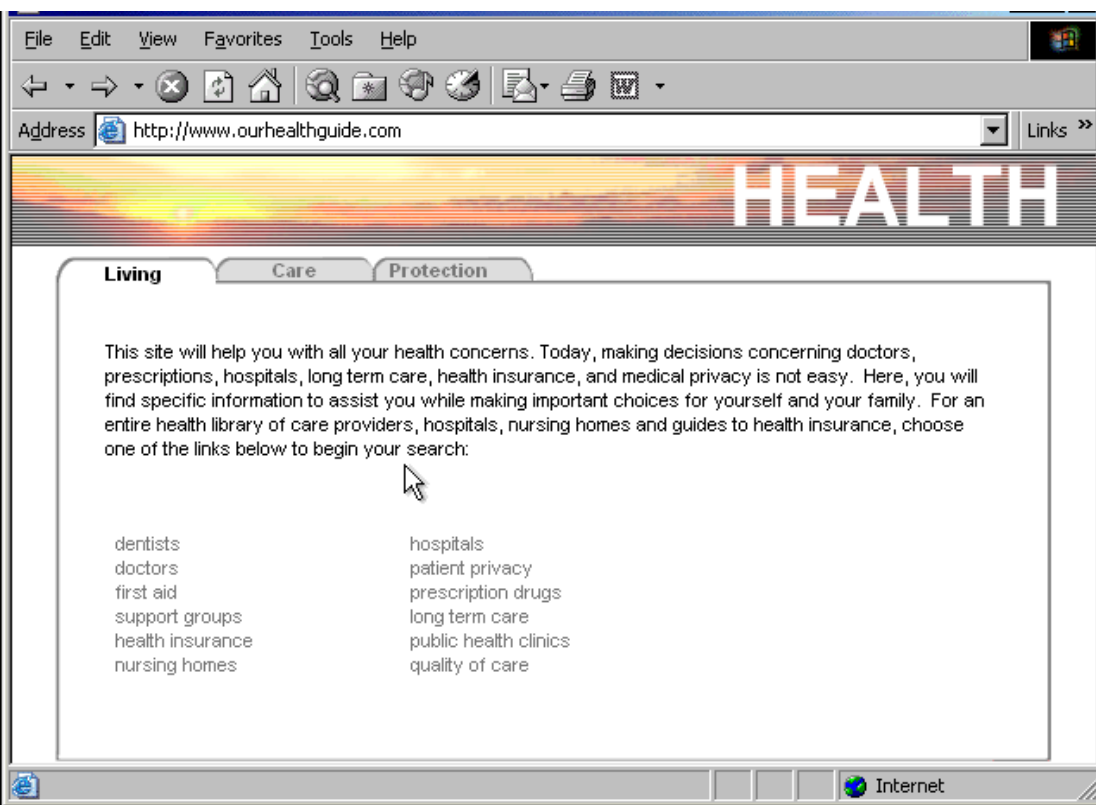 File Edit View Favorites Tools Help
Address http://www.ourhealthguide.com Links »
HEALTH
Living Care Protection
This site will help you with all your health concerns. Today, making decisions concerning doctors,
prescriptions, hospitals, long term care, health insurance, and medical privacy is not easy. Here, you will
find specific information to assist you while making important choices for yourself and your family. For an
entire health library of care providers, hospitals, nursing homes and guides to health insurance, choose
one of the links below to begin your search:
dentists hospitals
doctors patient privacy
first aid prescription drugs
support groups long term care
health insurance public health clinics
nursing homes quality of care
Internet